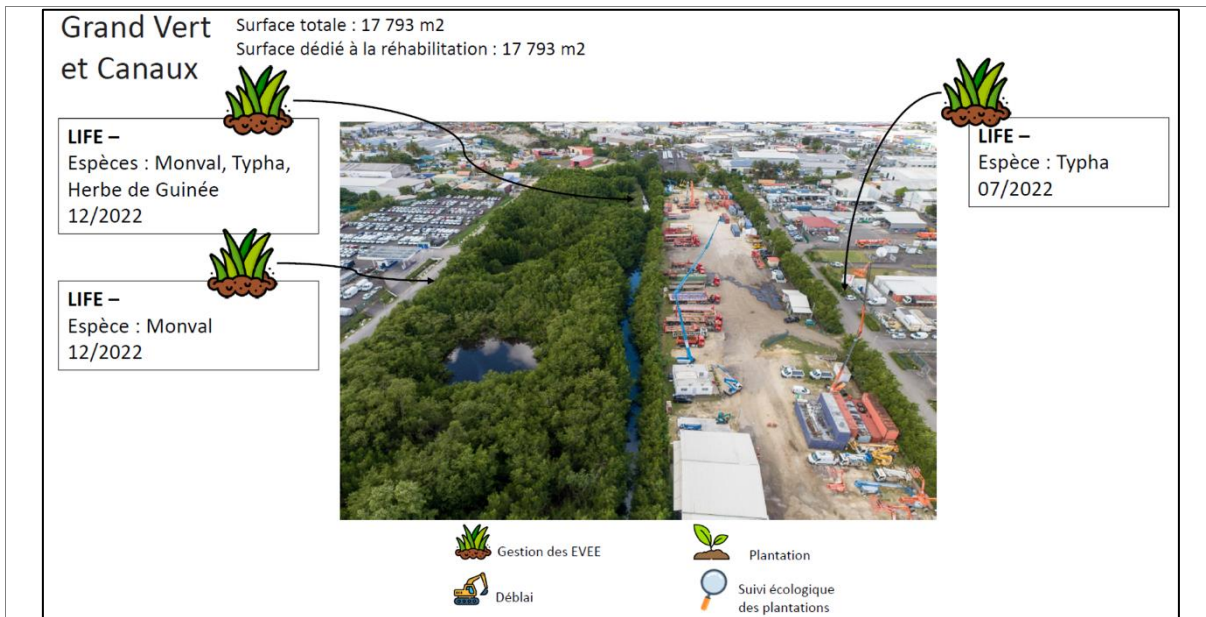 Grand Vert
et Canaux
Surface totale : 17 793 m2
Surface dédié à la réhabilitation : 17 793 m2
LIFE –
Espèces : Monval, Typha,
Herbe de Guinée
12/2022
LIFE –
Espèce : Monval
12/2022
LIFE –
Espèce : Typha
07/2022
Gestion des EVEE
Plantation
Déblai
Suivi écologique
des plantations